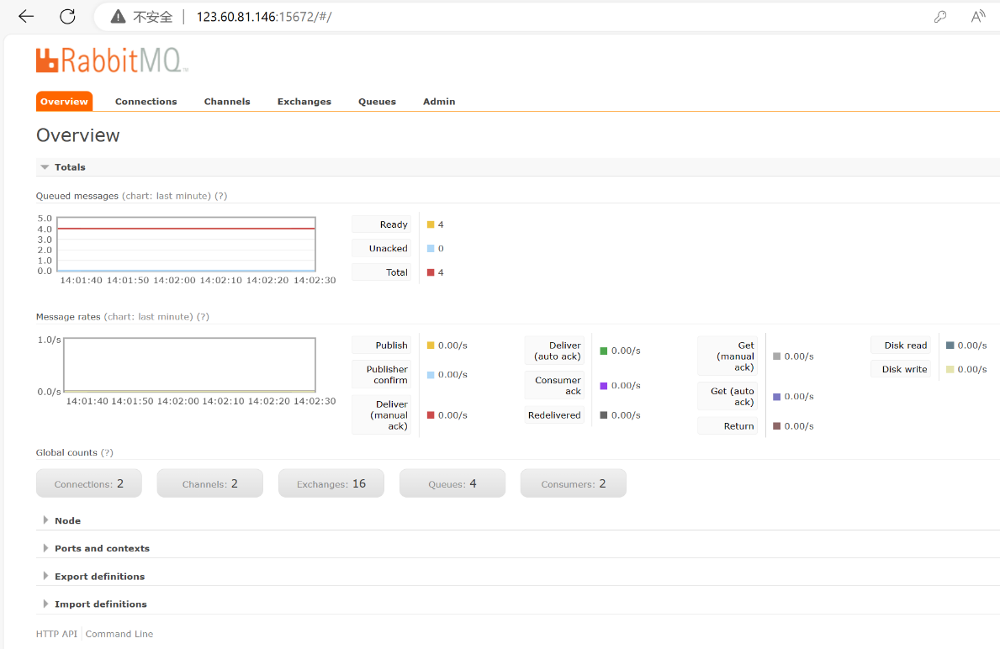 不安全 123.60.81.146:15672/#/
RabbitMQ TM
Overview Connections Channels Exchanges Queues Admin
Overview
Totals
Queued messages (chart: last minute) (?)
5.0
4.0
3.0
2.0
1.0
0.0
14:01:40 14:01:50 14:02:00 14:02:10 14:02:20 14:02:30
Ready 4
Unacked 0
Total 4
Message rates (chart: last minute) (?)
1.0/s
0.0/s
14:01:40 14:01:50 14:02:00 14:02:10 14:02:20 14:02:30
Publish 0.00/s
Publisher
confirm 0.00/s
Deliver
(manual
ack) 0.00/s
Deliver
(auto ack) 0.00/s
Consumer
ack 0.00/s
Redelivered 0.00/s
Get
(manual
ack) 0.00/s
Get (auto
ack) 0.00/s
Return 0.00/s
Disk read 0.00/s
Disk write 0.00/s
Global counts (?)
Connections: 2 Channels: 2 Exchanges: 16 Queues: 4 Consumers: 2
Node
Ports and contexts
Export definitions
Import definitions
HTTP API Command Line